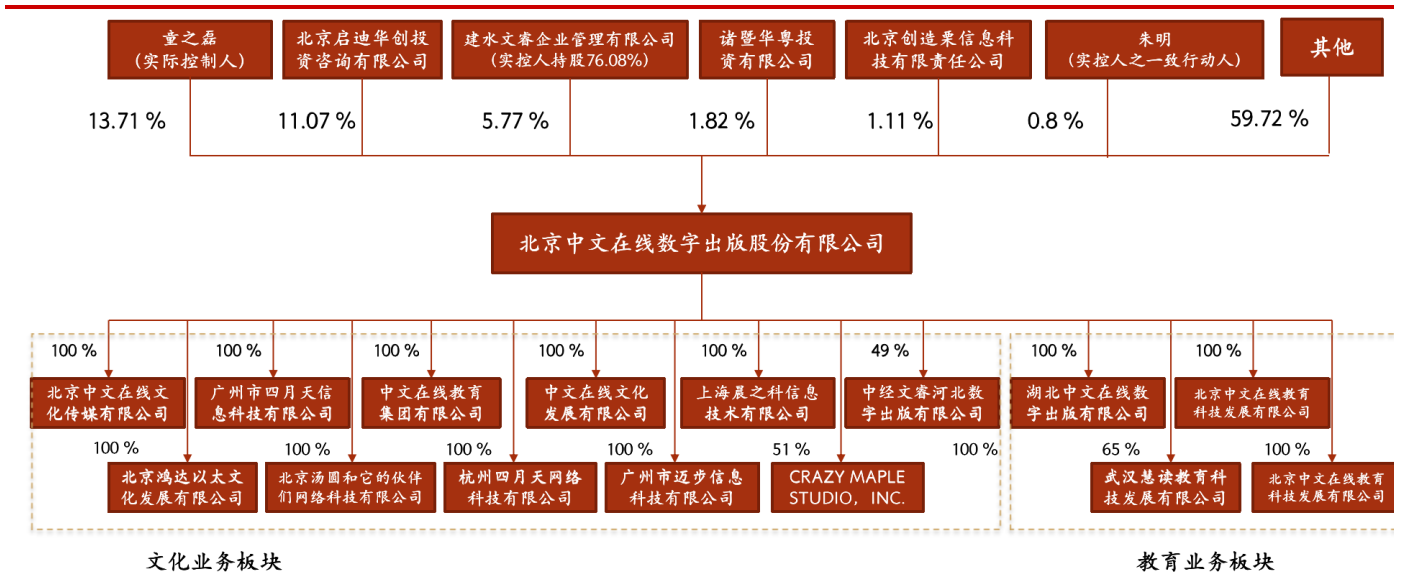 童之磊
(实际控制人)
北京启迪华创投
资咨询有限公司
建水文睿企业管理有限公司
(实控人持股76.08%)
诸暨华粤投
资有限公司
北京创造栗信息科
技有限责任公司
朱明
(实控人之一致行动人)
其他
13.71 %
11.07 %
5.77 %
1.82 %
1.11 %
0.8 %
59.72 %
北京中文在线数字出版股份有限公司
100 %
100 %
100 %
100 %
100 %
49 %
100 %
100 %
北京中文在线文
化传媒有限公司
广州市四月天信
息科技有限公司
中文在线教育
集团有限公司
中文在线文化
发展有限公司
上海晨之科信息
技术有限公司
中经文睿河北数
字出版有限公司
湖北中文在线数
字出版有限公司
北京中文在线教育
科技发展有限公司
100 %
100 %
100 %
100 %
51 %
100 %
65 %
100 %
北京鸿达以太文
化发展有限公司
北京汤圆和它的伙伴
们网络科技有限公司
杭州四月天网络
科技有限公司
广州市迈步信息
科技有限公司
CRAZY MAPLE
STUDIO，INC.
武汉慧读教育科
技发展有限公司
北京中文在线教育
科技发展有限公司
文化业务板块
教育业务板块